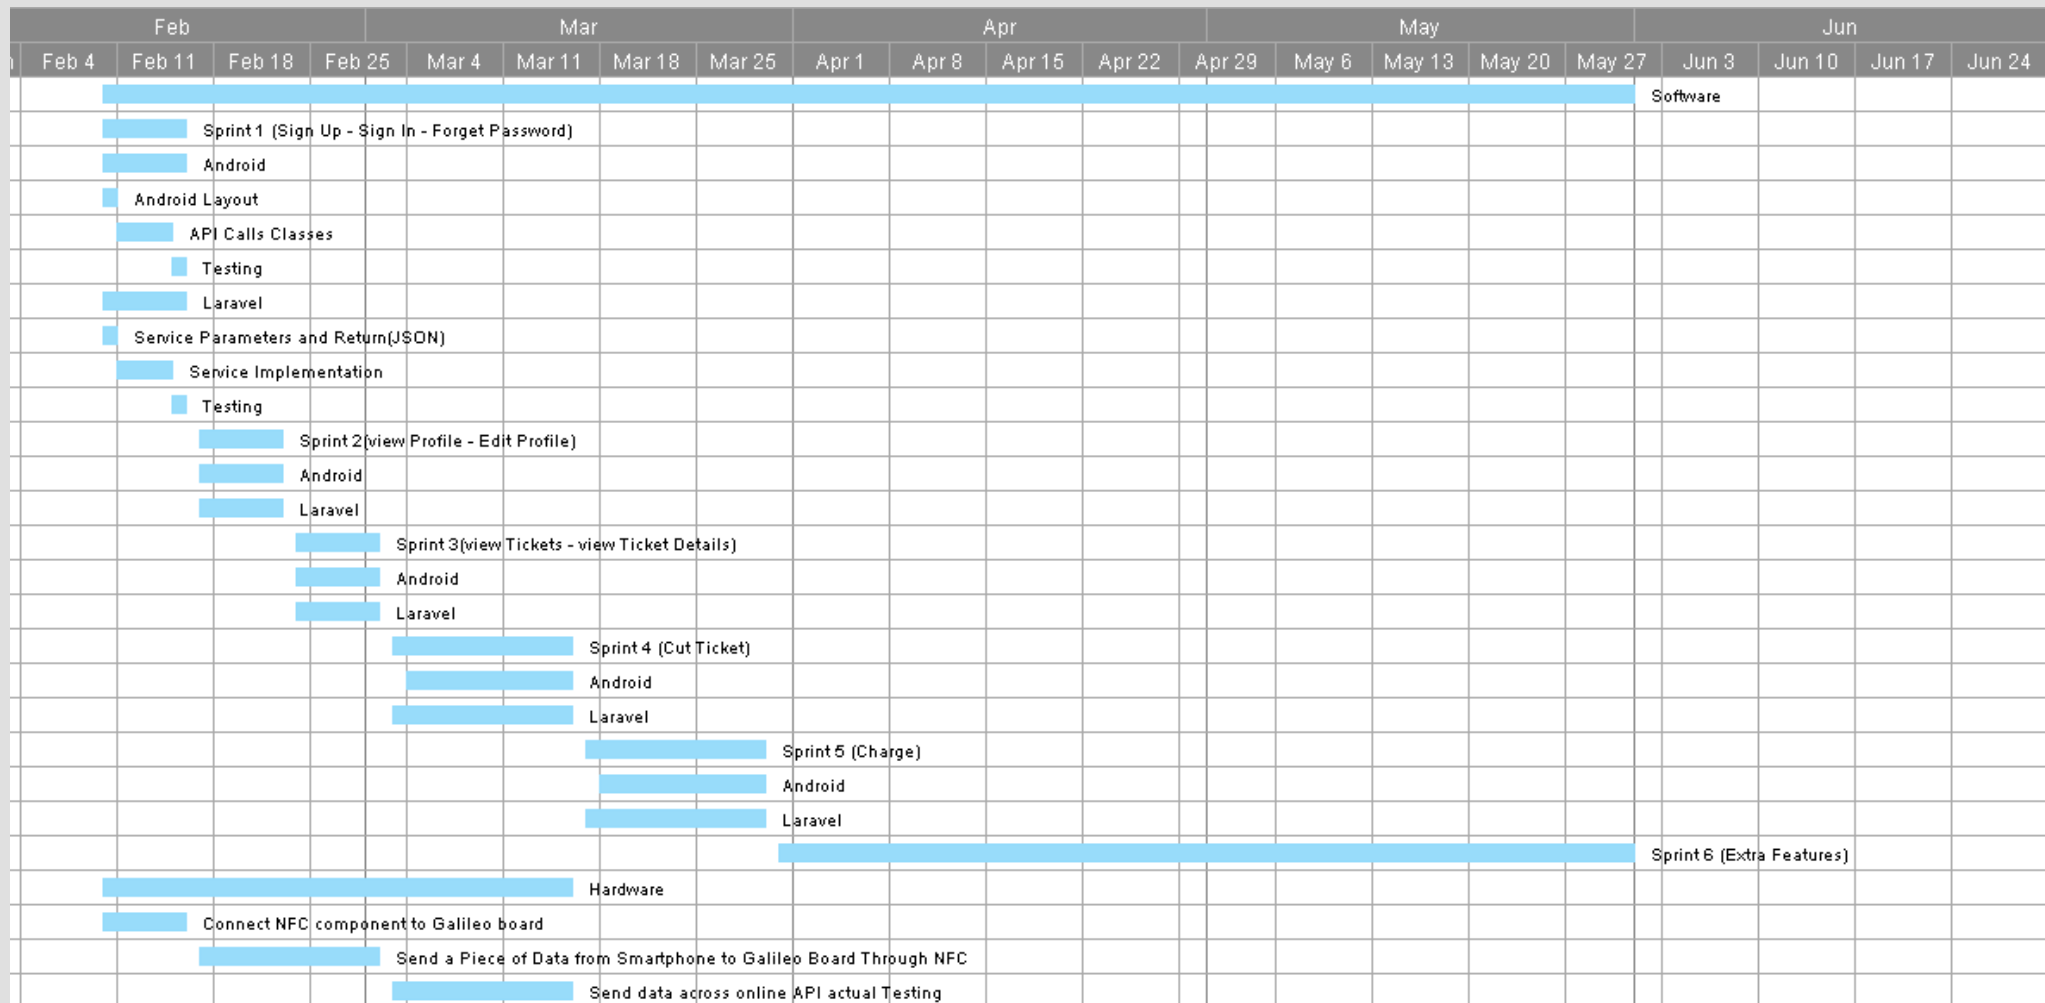 Feb Mar Apr May Jun
Feb 4 Feb 11 Feb 18 Feb 25 Mar 4 Mar 11 Mar 18 Mar 25 Apr 1 Apr 8 Apr 15 Apr 22 Apr 29 May 6 May 13 May 20 May 27 Jun 3 Jun 10 Jun 17 Jun 24
Software
Sprint 1 (Sign Up - Sign In - Forget Password)
Android
Android Layout
API Calls Classes
Testing
Laravel
Service Parameters and Return(JSON)
Service Implementation
Testing
Sprint 2(view Profile - Edit Profile)
Android
Laravel
Sprint 3(view Tickets - view Ticket Details)
Android
Laravel
Sprint 4 (Cut Ticket)
Android
Laravel
Sprint 5 (Charge)
Android
Laravel
Sprint 6 (Extra Features)
Hardware
Connect NFC component to Galileo board
Send a Piece of Data from Smartphone to Galileo Board Through NFC
Send data across online API actual Testing